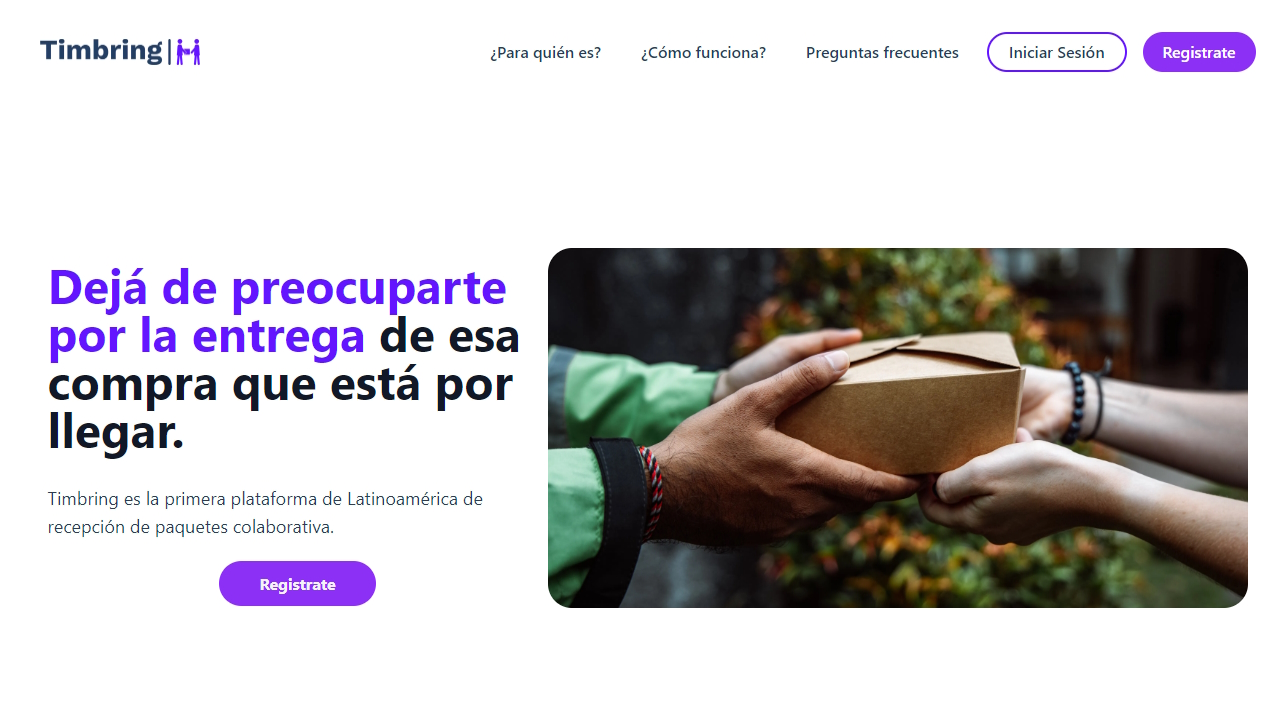 Timbring
¿Para quién es?
¿Cómo funciona?
Preguntas frecuentes
Iniciar Sesión
Registrate
Dejá de preocuparte
por la entrega de esa
compra que está por
llegar.
Timbring es la primera plataforma de Latinoamérica de
recepción de paquetes colaborativa.
Registrate